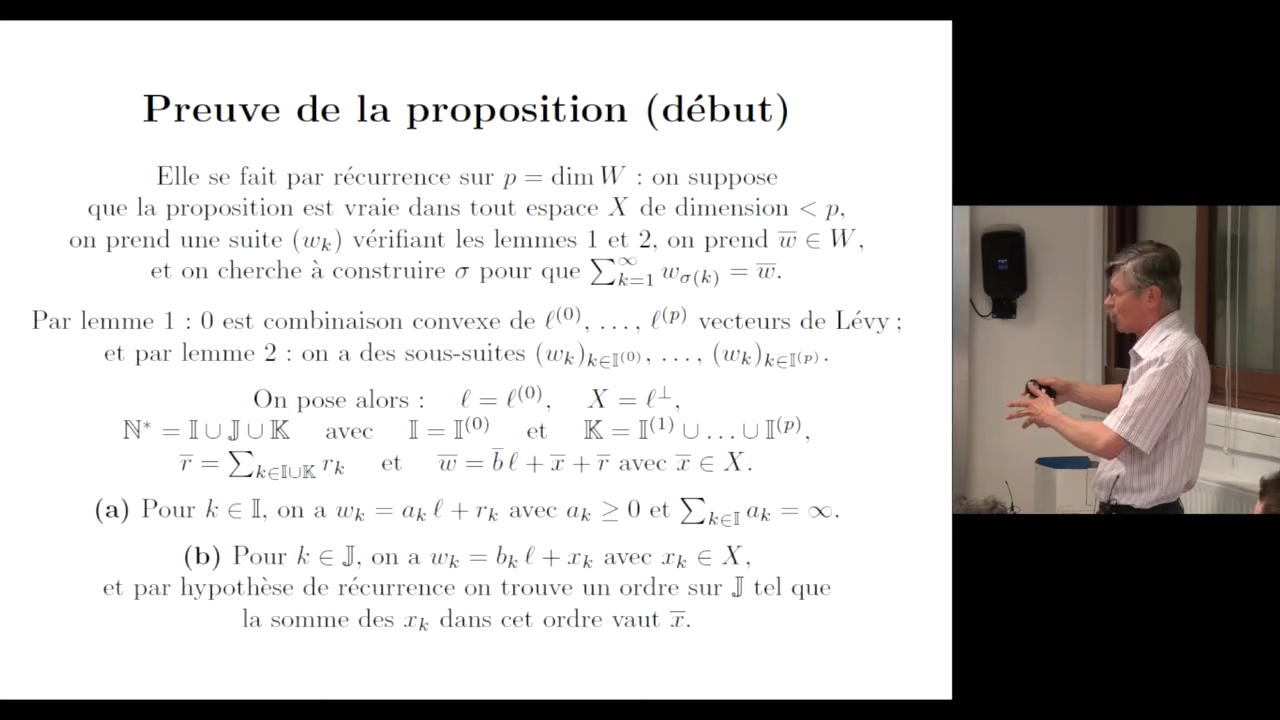 Preuve de la proposition (début)
Elle se fait par récurrence sur p = dim W : on suppose
que la proposition est vraie dans tout espace X de dimension < p,
on prend une suite (w_k) vérifiant les lemmes 1 et 2, on prend w̅ ∈ W,
et on cherche à construire σ pour que ∑_{k=1}^∞ w_{σ(k)} = w̅.
Par lemme 1 : 0 est combinaison convexe de ℓ^{(0)}, …, ℓ^{(p)} vecteurs de Lévy ;
et par lemme 2 : on a des sous-suites (w_k)_{k∈𝕀^{(0)}}, …, (w_k)_{k∈𝕀^{(p)}}.
On pose alors : ℓ = ℓ^{(0)}, X = ℓ^⊥,
ℕ* = 𝕀 ∪ 𝕁 ∪ 𝕂 avec 𝕀 = 𝕀^{(0)} et 𝕂 = 𝕀^{(1)} ∪ … ∪ 𝕀^{(p)},
r̅ = ∑_{k∈𝕀∪𝕂} r_k et w̅ = b̅ ℓ + x̅ + r̅ avec x̅ ∈ X.
(a) Pour k ∈ 𝕀, on a w_k = a_k ℓ + r_k avec a_k ≥ 0 et ∑_{k∈𝕀} a_k = ∞.
(b) Pour k ∈ 𝕁, on a w_k = b_k ℓ + x_k avec x_k ∈ X,
et par hypothèse de récurrence on trouve un ordre sur 𝕁 tel que
la somme des x_k dans cet ordre vaut x̅.